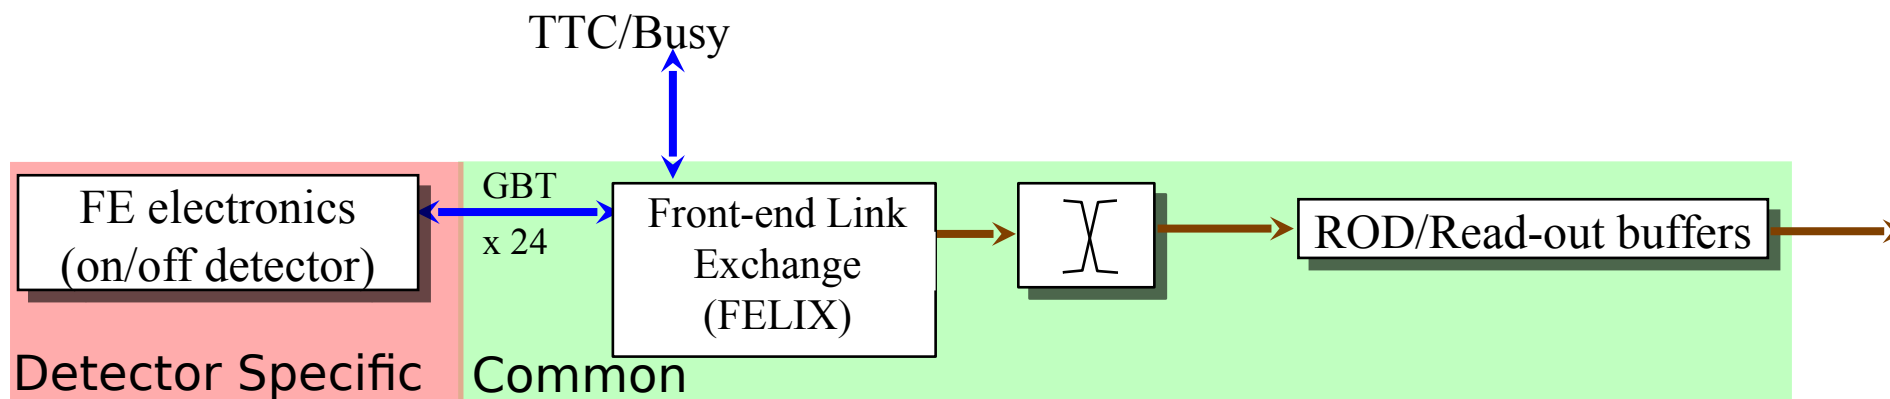 TTC/Busy
FE electronics
(on/off detector)
GBT
x 24
Front-end Link
Exchange
(FELIX)
ROD/Read-out buffers
Detector Specific
Common